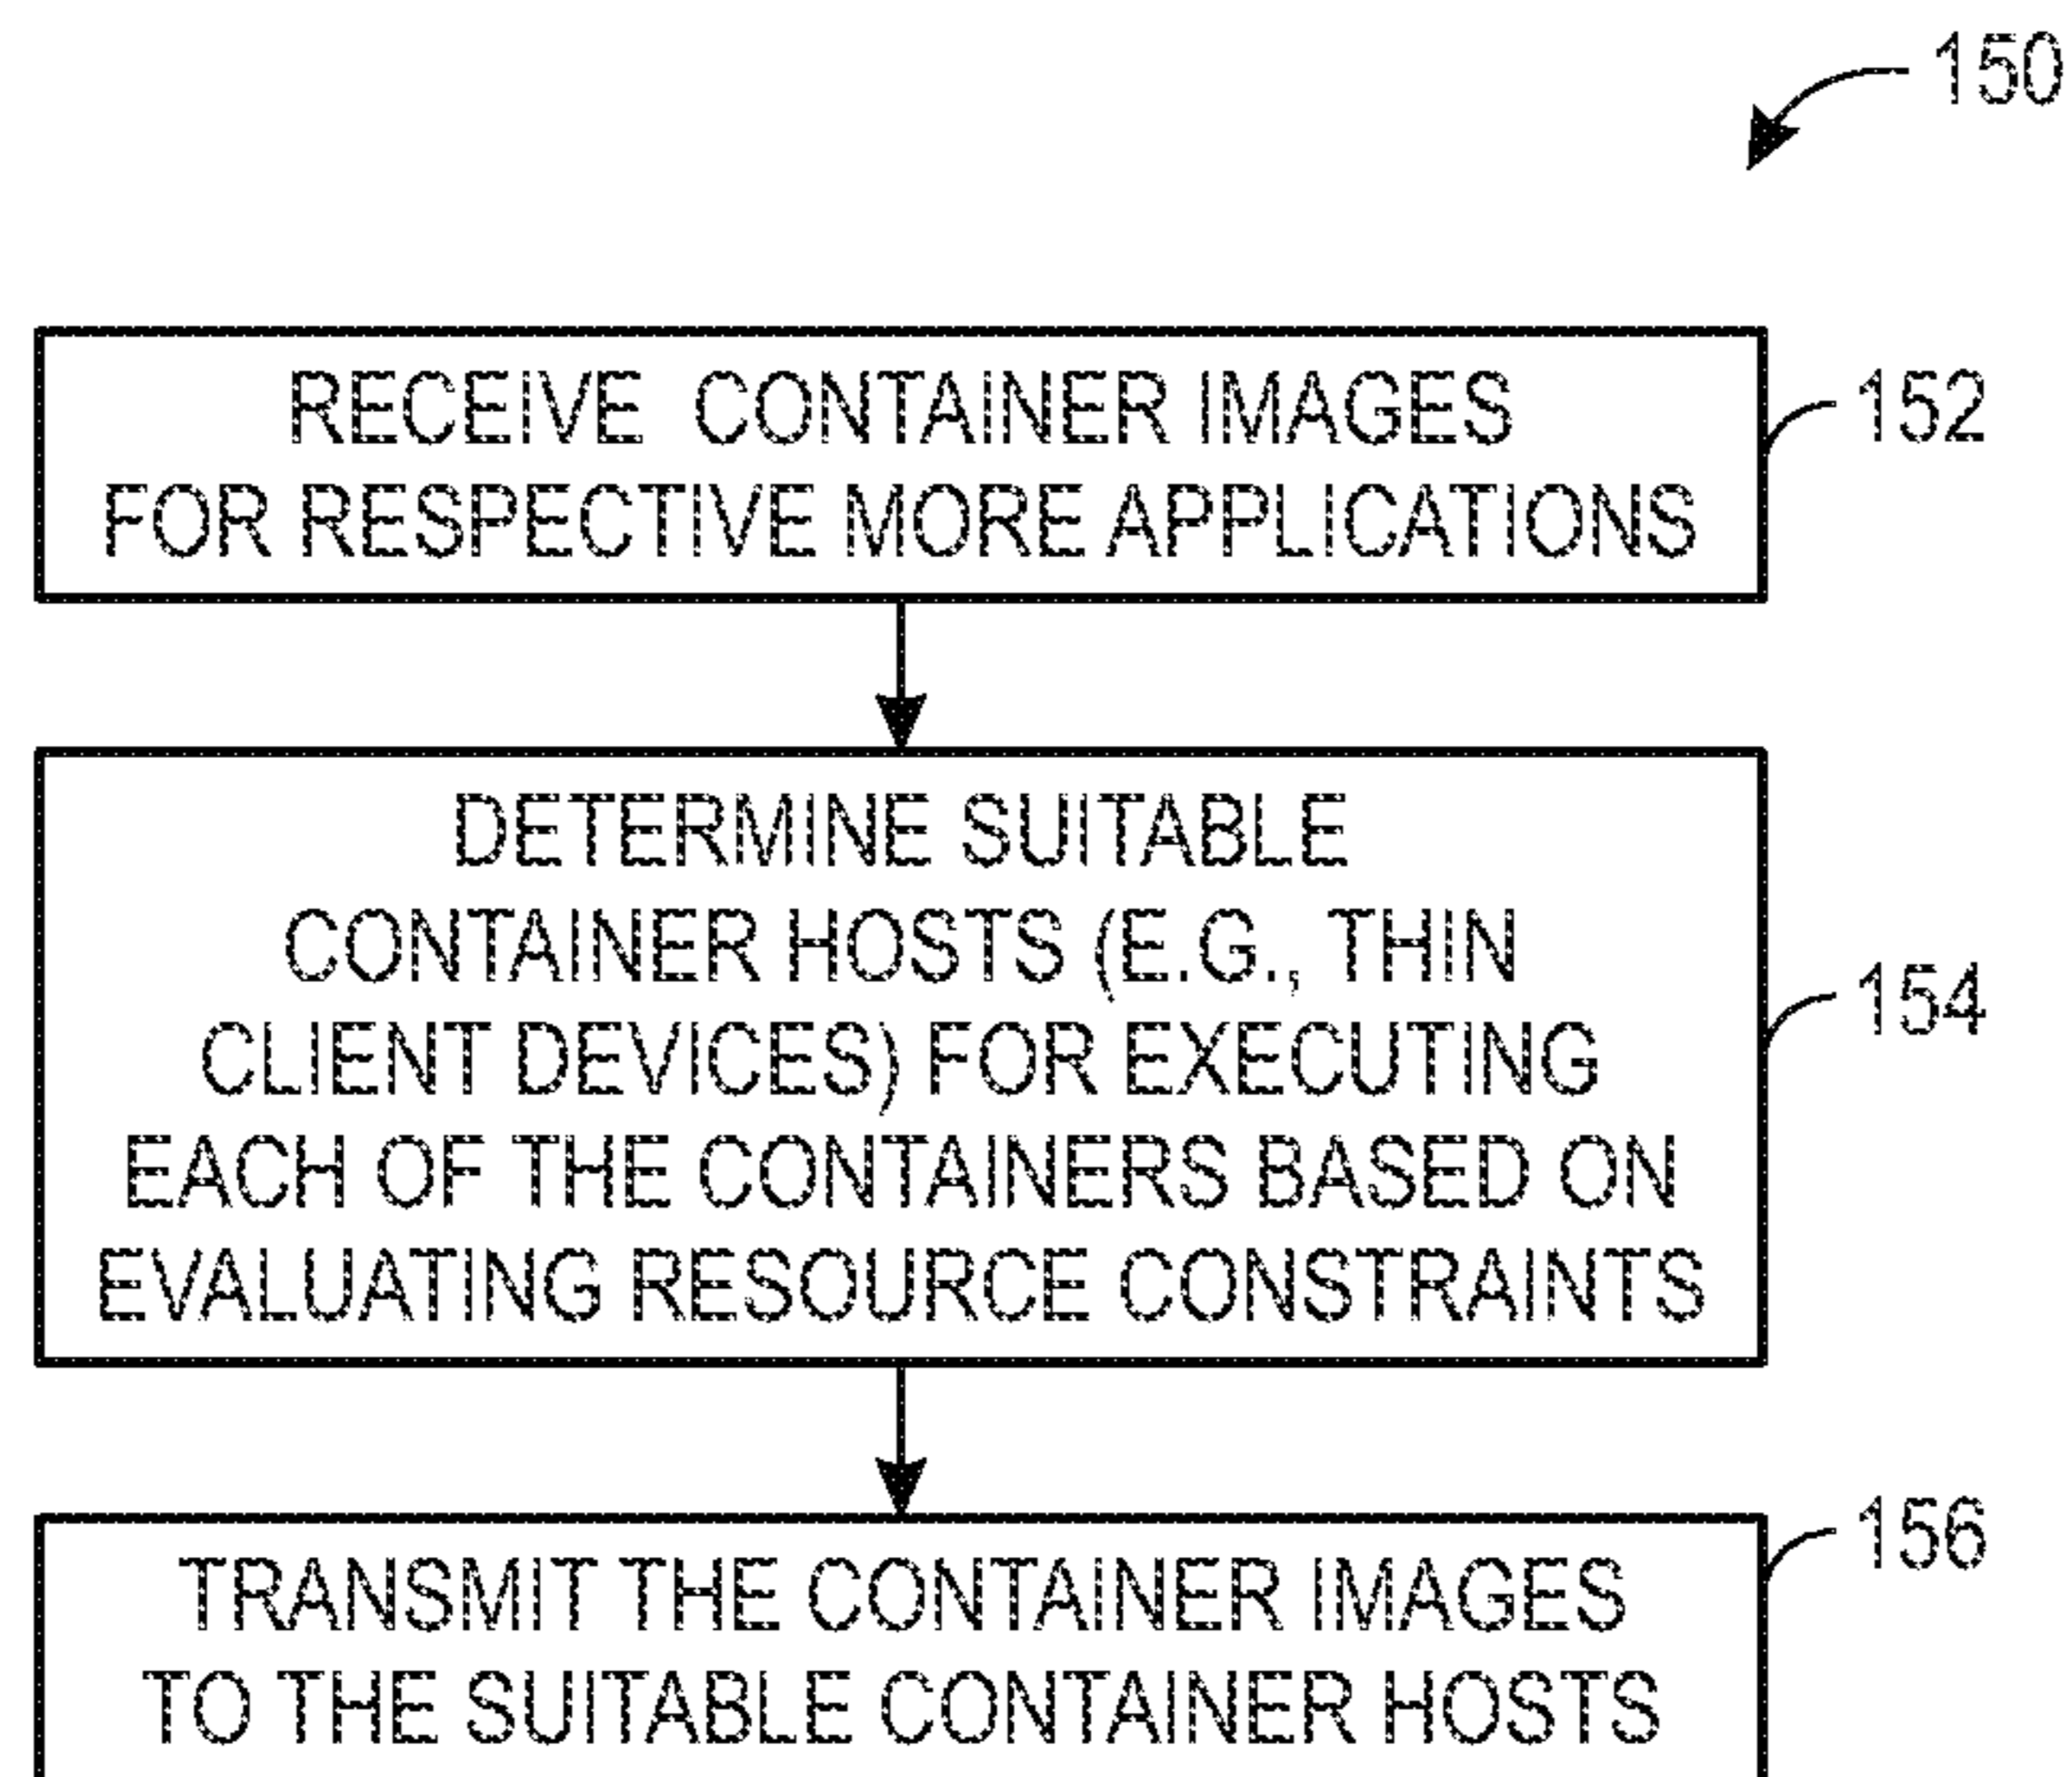 150
RECEIVE CONTAINER IMAGES
FOR RESPECTIVE MORE APPLICATIONS
152
DETERMINE SUITABLE
CONTAINER HOSTS (E.G., THIN
CLIENT DEVICES) FOR EXECUTING
EACH OF THE CONTAINERS BASED ON
EVALUATING RESOURCE CONSTRAINTS
154
TRANSMIT THE CONTAINER IMAGES
TO THE SUITABLE CONTAINER HOSTS
156